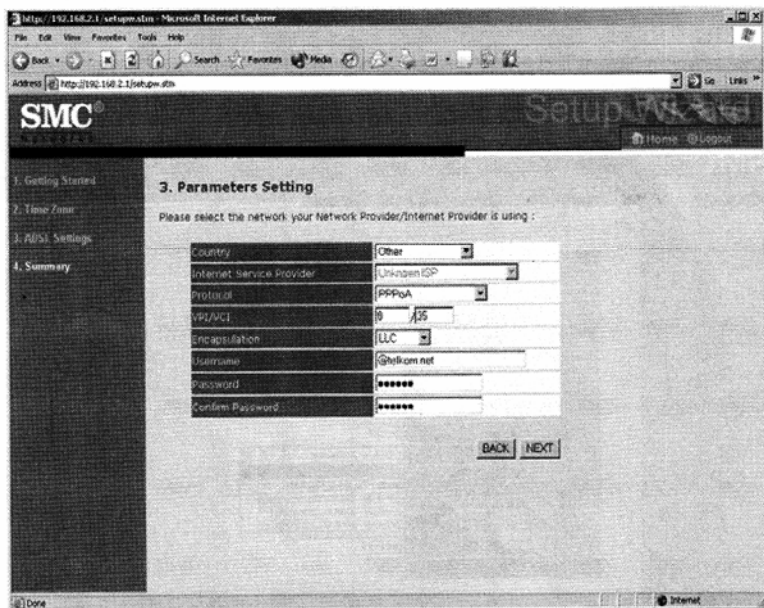 http://192.168.2.1/setupw.stm - Microsoft Internet Explorer
File Edit View Favorites Tools Help
Back Search Favorites Media
Address http://192.168.2.1/setupw.stm Go Links »
SMC®
Networks
Setup Wizard
Home Logout
1. Getting Started
2. Time Zone
3. ADSL Settings
4. Summary
3. Parameters Setting
Please select the network your Network Provider/Internet Provider is using :
Country Other
Internet Service Provider Unknown ISP
Protocol PPPoA
VPI/VCI /35
Encapsulation LLC
Username
Password ●●●●●●
Confirm Password ●●●●●●
BACK NEXT
Done Internet